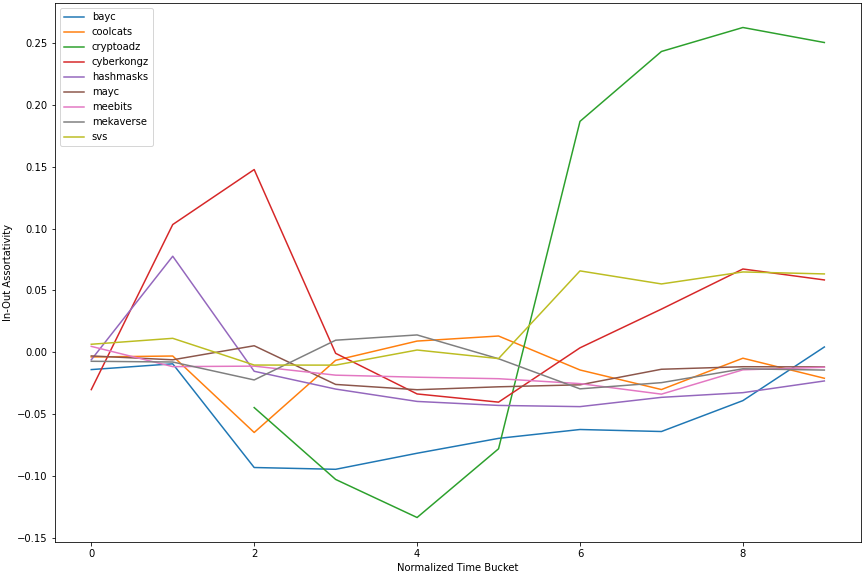 bayc
coolcats
cryptoadz
cyberkongz
hashmasks
mayc
meebits
mekaverse
svs
0.25
0.20
0.15
0.10
0.05
0.00
−0.05
−0.10
−0.15
In-Out Assortativity
0 2 4 6 8
Normalized Time Bucket